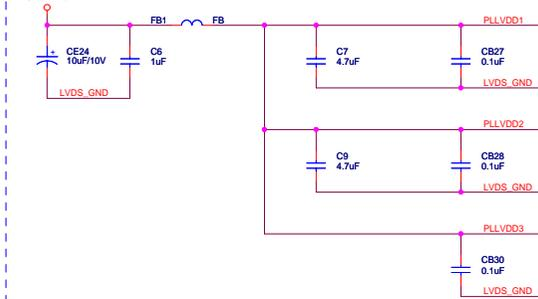 FB1 FB PLLVDD1
CE24
10uF/10V
C6
1uF
C7
4.7uF
CB27
0.1uF
LVDS_GND
LVDS_GND
PLLVDD2
C9
4.7uF
CB28
0.1uF
LVDS_GND
PLLVDD3
CB30
0.1uF
LVDS_GND